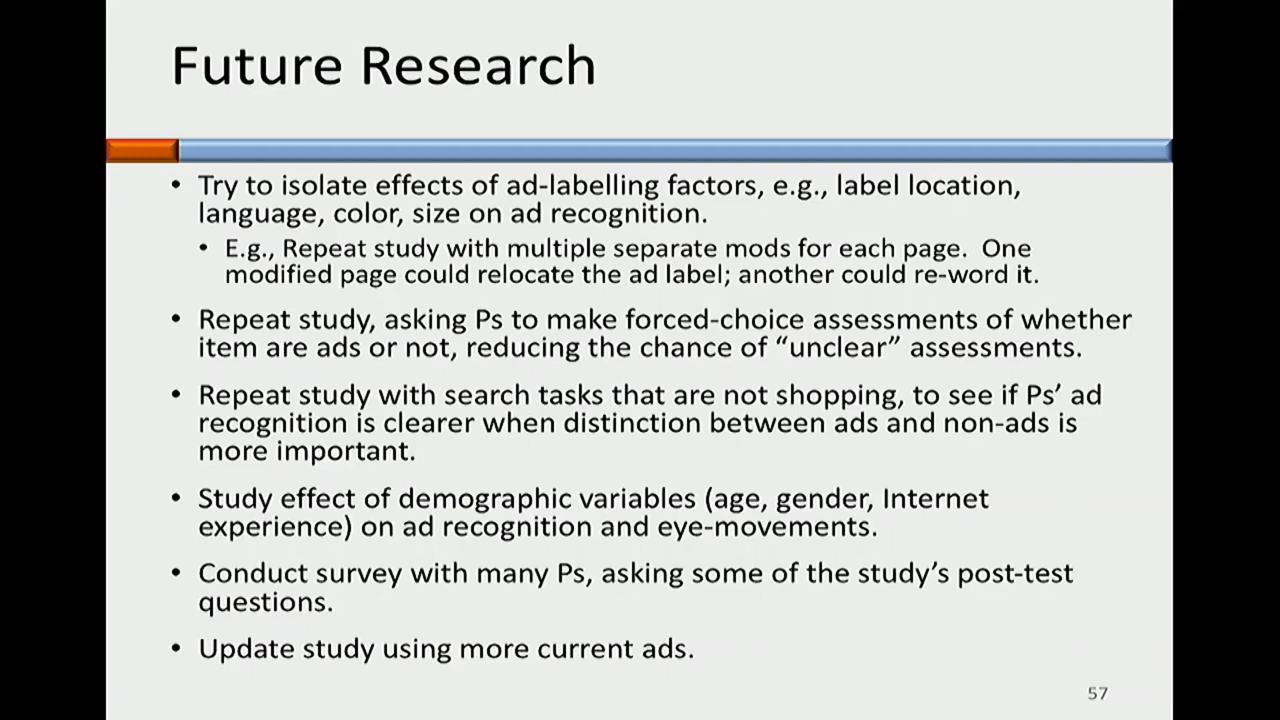 Future Research
• Try to isolate effects of ad-labelling factors, e.g., label location,
language, color, size on ad recognition.
• E.g., Repeat study with multiple separate mods for each page. One
modified page could relocate the ad label; another could re-word it.
• Repeat study, asking Ps to make forced-choice assessments of whether
item are ads or not, reducing the chance of “unclear” assessments.
• Repeat study with search tasks that are not shopping, to see if Ps’ ad
recognition is clearer when distinction between ads and non-ads is
more important.
• Study effect of demographic variables (age, gender, Internet
experience) on ad recognition and eye-movements.
• Conduct survey with many Ps, asking some of the study’s post-test
questions.
• Update study using more current ads.
57